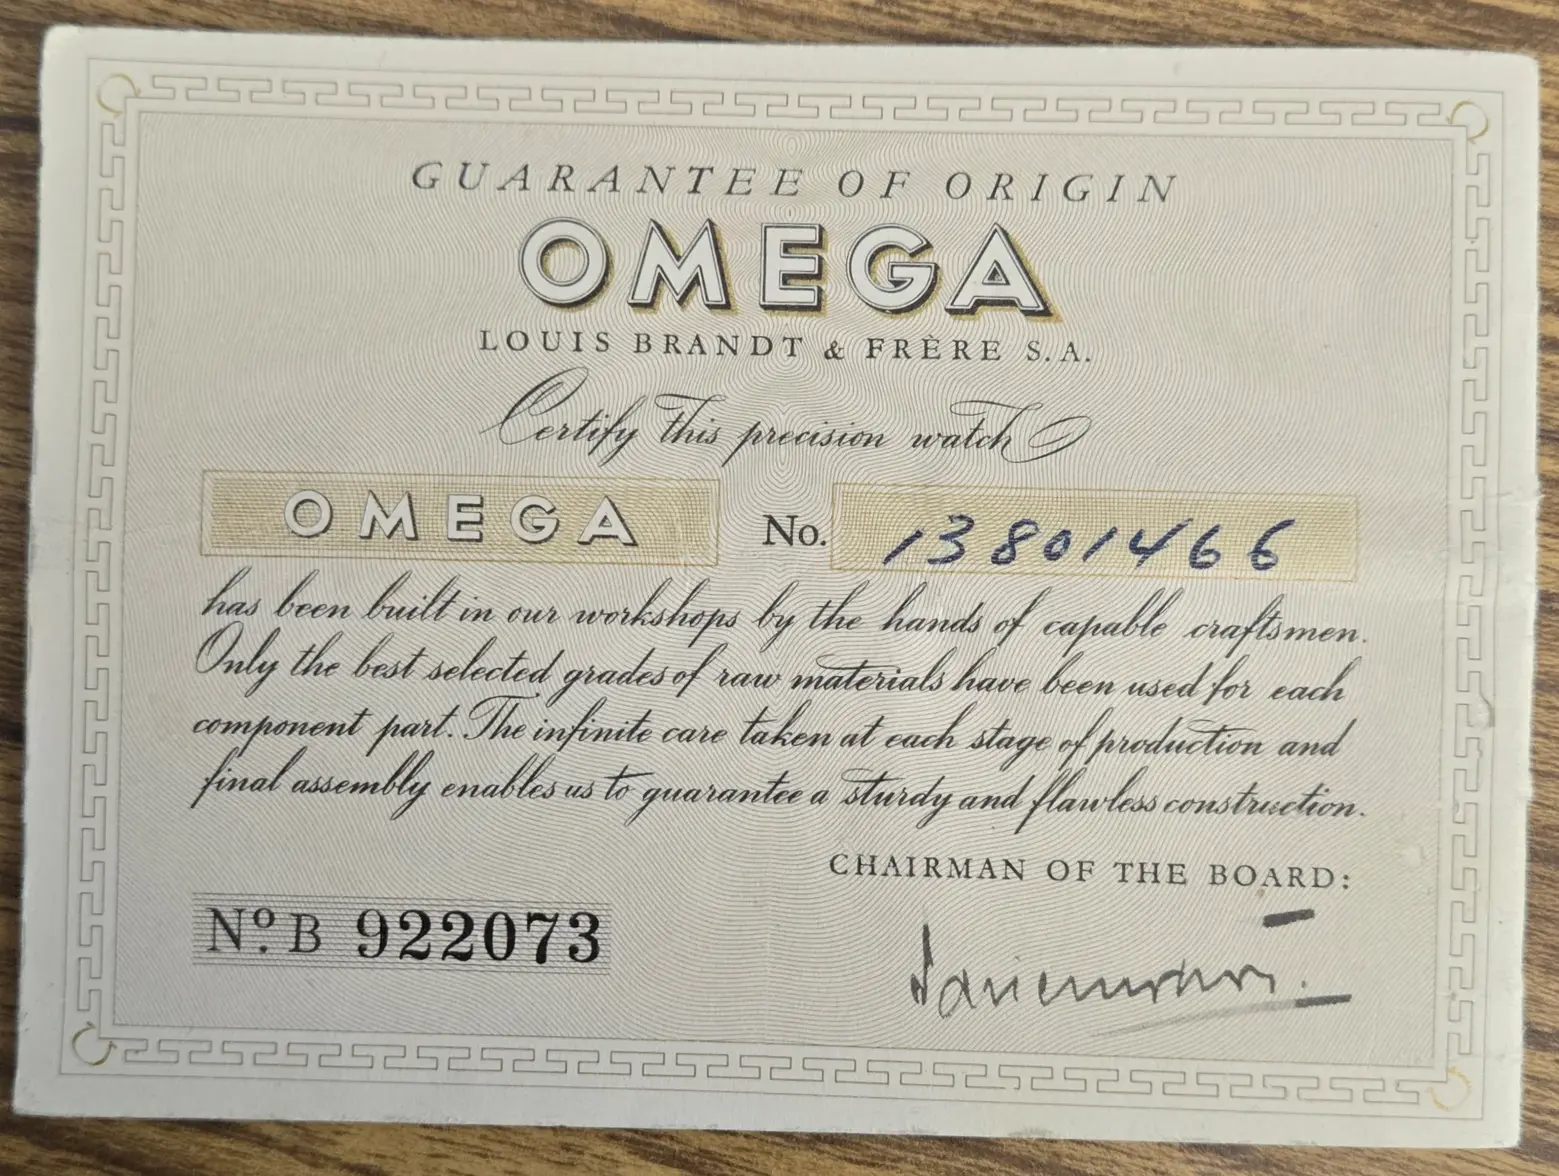 GUARANTEE OF ORIGIN
OMEGA
LOUIS BRANDT & FRÈRE S.A.
Certify this precision watch
OMEGA No. 13801466
has been built in our workshops by the hands of capable craftsmen.
Only the best selected grades of raw materials have been used for each
component part. The infinite care taken at each stage of production and
final assembly enables us to guarantee a sturdy and flawless construction.
CHAIRMAN OF THE BOARD:
Nº. B 922073